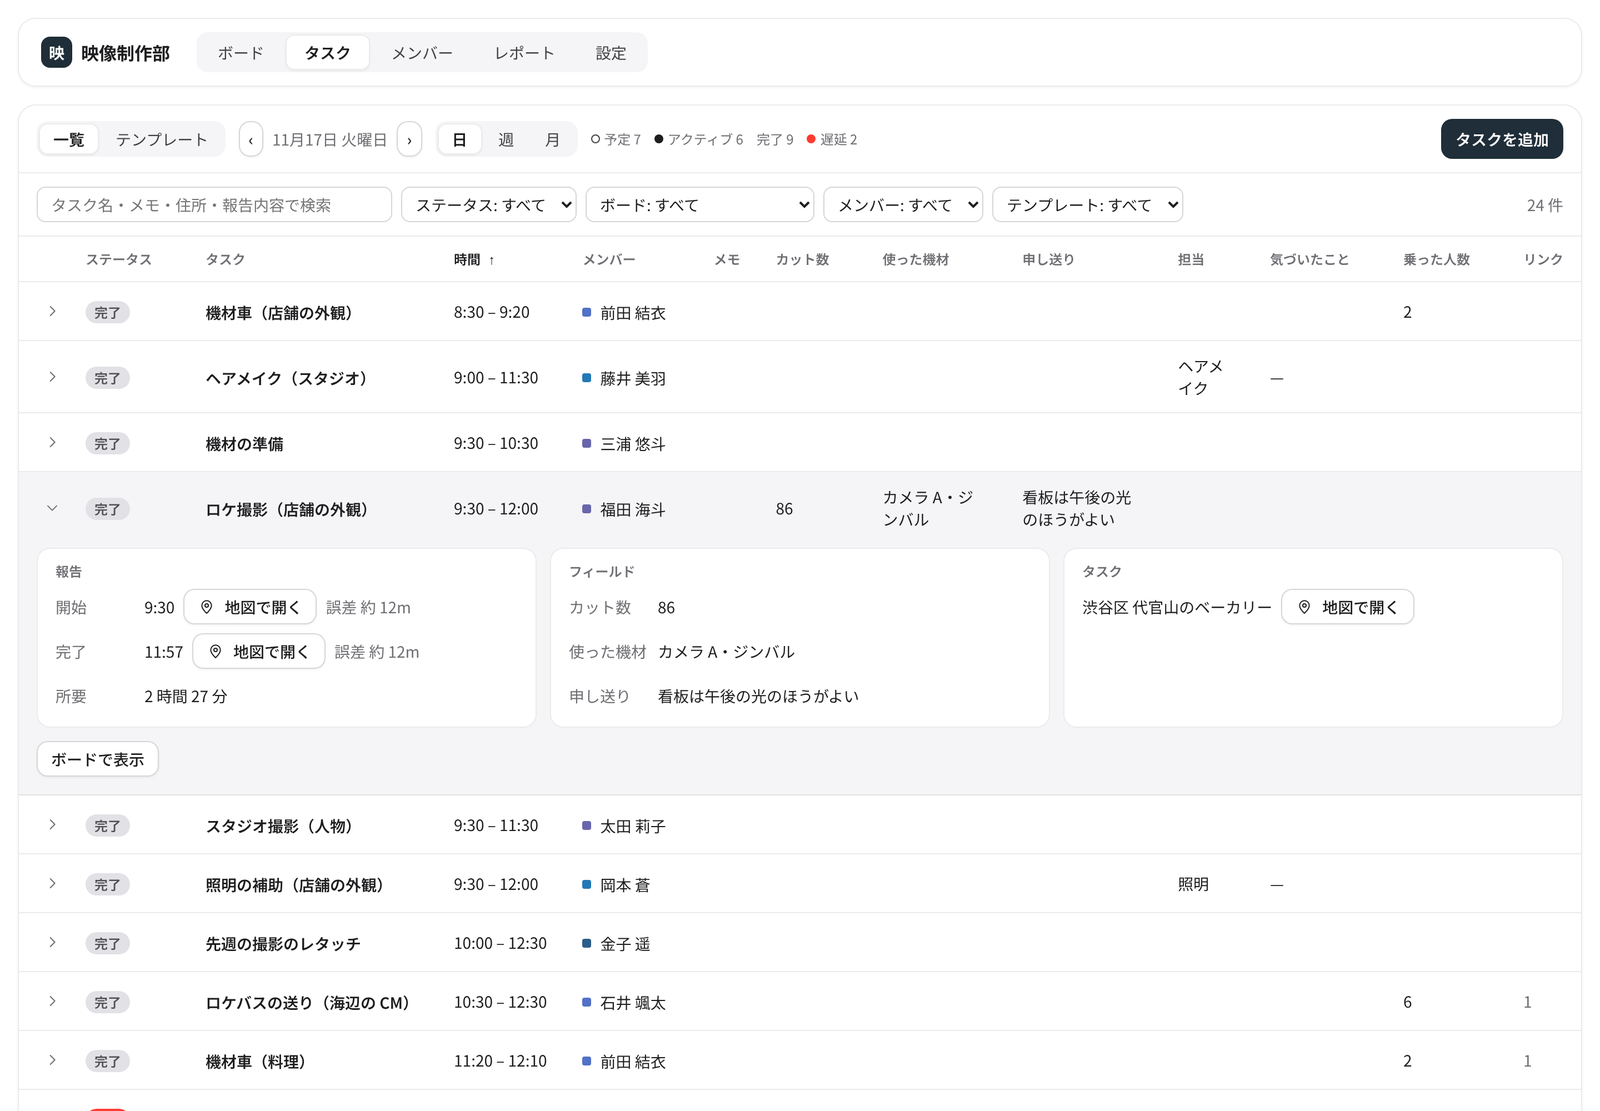 映 映像制作部 ボード タスク メンバー レポート 設定
一覧 テンプレート ‹ 11月17日 火曜日 › 日 週 月 予定 7 アクティブ 6 完了 9 遅延 2 タスクを追加
タスク名・メモ・住所・報告内容で検索 ステータス: すべて ボード: すべて メンバー: すべて テンプレート: すべて 24 件
ステータス タスク 時間 ↑ メンバー メモ カット数 使った機材 申し送り 担当 気づいたこと 乗った人数 リンク
完了 機材車（店舗の外観） 8:30 – 9:20 前田 結衣 2
完了 ヘアメイク（スタジオ） 9:00 – 11:30 藤井 美羽 ヘアメ
イク —
完了 機材の準備 9:30 – 10:30 三浦 悠斗
完了 ロケ撮影（店舗の外観） 9:30 – 12:00 福田 海斗 86 カメラ A・ジ
ンバル 看板は午後の光
のほうがよい
報告
開始 9:30 地図で開く 誤差 約 12m
完了 11:57 地図で開く 誤差 約 12m
所要 2 時間 27 分
フィールド
カット数 86
使った機材 カメラ A・ジンバル
申し送り 看板は午後の光のほうがよい
タスク
渋谷区 代官山のベーカリー 地図で開く
ボードで表示
完了 スタジオ撮影（人物） 9:30 – 11:30 太田 莉子
完了 照明の補助（店舗の外観） 9:30 – 12:00 岡本 蒼 照明 —
完了 先週の撮影のレタッチ 10:00 – 12:30 金子 遥
完了 ロケバスの送り（海辺の CM） 10:30 – 12:30 石井 颯太 6 1
完了 機材車（料理） 11:20 – 12:10 前田 結衣 2 1